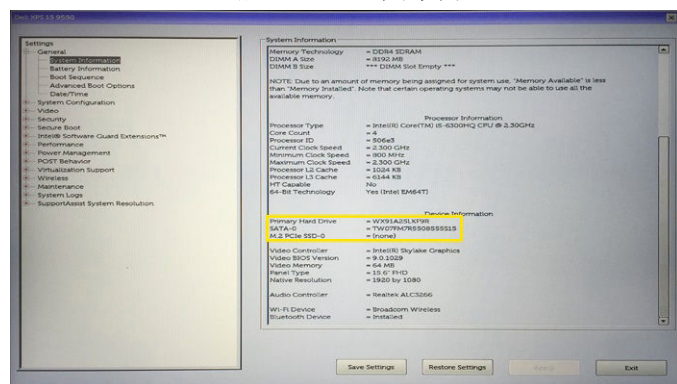 Dell XPS 15 9550
Settings
General
System Information
Battery Information
Boot Sequence
Advanced Boot Options
Date/Time
System Configuration
Video
Security
Secure Boot
Intel® Software Guard Extensions™
Performance
Power Management
POST Behavior
Virtualization Support
Wireless
Maintenance
System Logs
SupportAssist System Resolution
System Information
Memory Technology = DDR4 SDRAM
DIMM A Size = 8192 MB
DIMM B Size *** DIMM Slot Empty ***
NOTE: Due to an amount of memory being assigned for system use, "Memory Available" is less
than "Memory Installed". Note that certain operating systems may not be able to use all the
available memory.
Processor Information
Processor Type = Intel(R) Core(TM) i5-6300HQ CPU @ 2.30GHz
Core Count = 4
Processor ID = 506e3
Current Clock Speed = 2.300 GHz
Minimum Clock Speed = 800 MHz
Maximum Clock Speed = 2.300 GHz
Processor L2 Cache = 1024 KB
Processor L3 Cache = 6144 KB
HT Capable No
64-Bit Technology Yes (Intel EM64T)
Device Information
Primary Hard Drive = WX91A25LXF9R
SATA-0 = TW07FM7R5508555515
M.2 PCIe SSD-0 = (none)
Video Controller = Intel(R) Skylake Graphics
Video BIOS Version = 9.0.1029
Video Memory = 64 MB
Panel Type = 15.6" FHD
Native Resolution = 1920 by 1080
Audio Controller = Realtek ALC3266
Wi-Fi Device = Broadcom Wireless
Bluetooth Device = Installed
Save Settings
Restore Settings
Exit